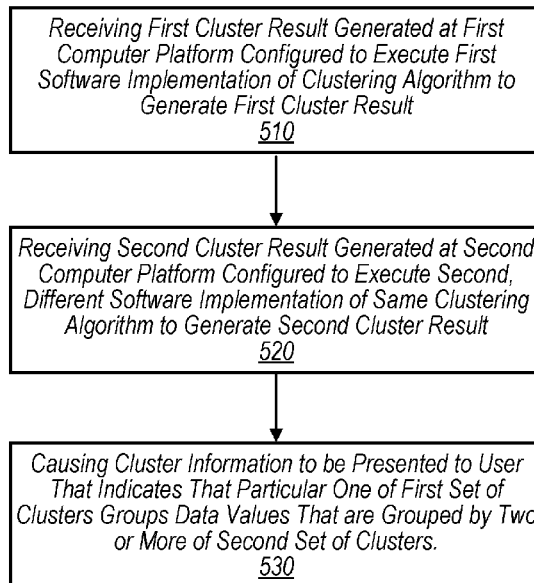 Receiving First Cluster Result Generated at First
Computer Platform Configured to Execute First
Software Implementation of Clustering Algorithm to
Generate First Cluster Result
510
Receiving Second Cluster Result Generated at Second
Computer Platform Configured to Execute Second,
Different Software Implementation of Same Clustering
Algorithm to Generate Second Cluster Result
520
Causing Cluster Information to be Presented to User
That Indicates That Particular One of First Set of
Clusters Groups Data Values That are Grouped by Two
or More of Second Set of Clusters.
530